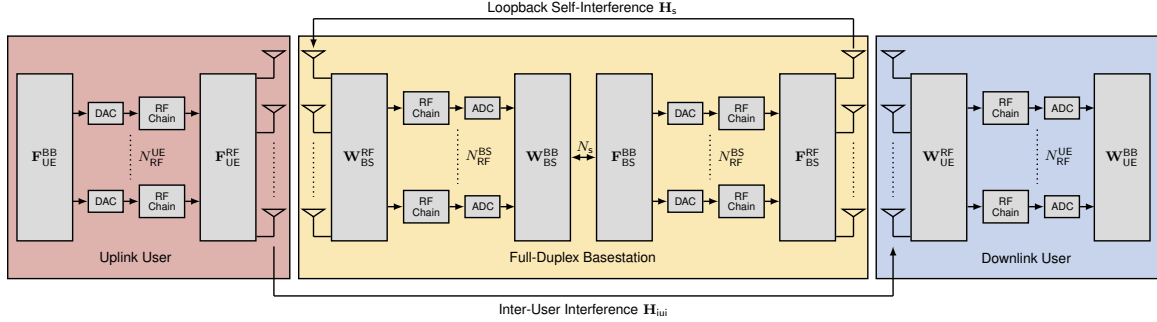 Loopback Self-Interference H_s
F_UE^BB
DAC
RF
Chain
N_RF^UE
DAC
RF
Chain
F_UE^RF
Uplink User
W_BS^RF
RF
Chain
ADC
N_RF^BS
RF
Chain
ADC
W_BS^BB
N_s
F_BS^BB
DAC
RF
Chain
N_RF^BS
DAC
RF
Chain
F_BS^RF
Full-Duplex Basestation
W_UE^RF
RF
Chain
ADC
N_RF^UE
RF
Chain
ADC
W_UE^BB
Downlink User
Inter-User Interference H_iui